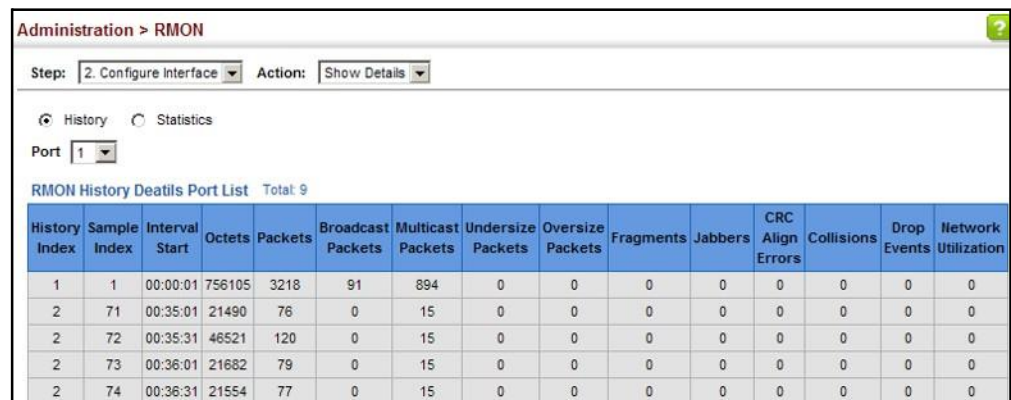 Administration > RMON
?
Step: 2. Configure Interface Action: Show Details
History Statistics
Port 1
RMON History Deatils Port List Total: 9
History Index Sample Index Interval Start Octets Packets Broadcast Packets Multicast Packets Undersize Packets Oversize Packets Fragments Jabbers CRC Align Errors Collisions Drop Events Network Utilization
1 1 00:00:01 756105 3218 91 894 0 0 0 0 0 0 0 0
2 71 00:35:01 21490 76 0 15 0 0 0 0 0 0 0 0
2 72 00:35:31 46521 120 0 15 0 0 0 0 0 0 0 0
2 73 00:36:01 21682 79 0 15 0 0 0 0 0 0 0 0
2 74 00:36:31 21554 77 0 15 0 0 0 0 0 0 0 0